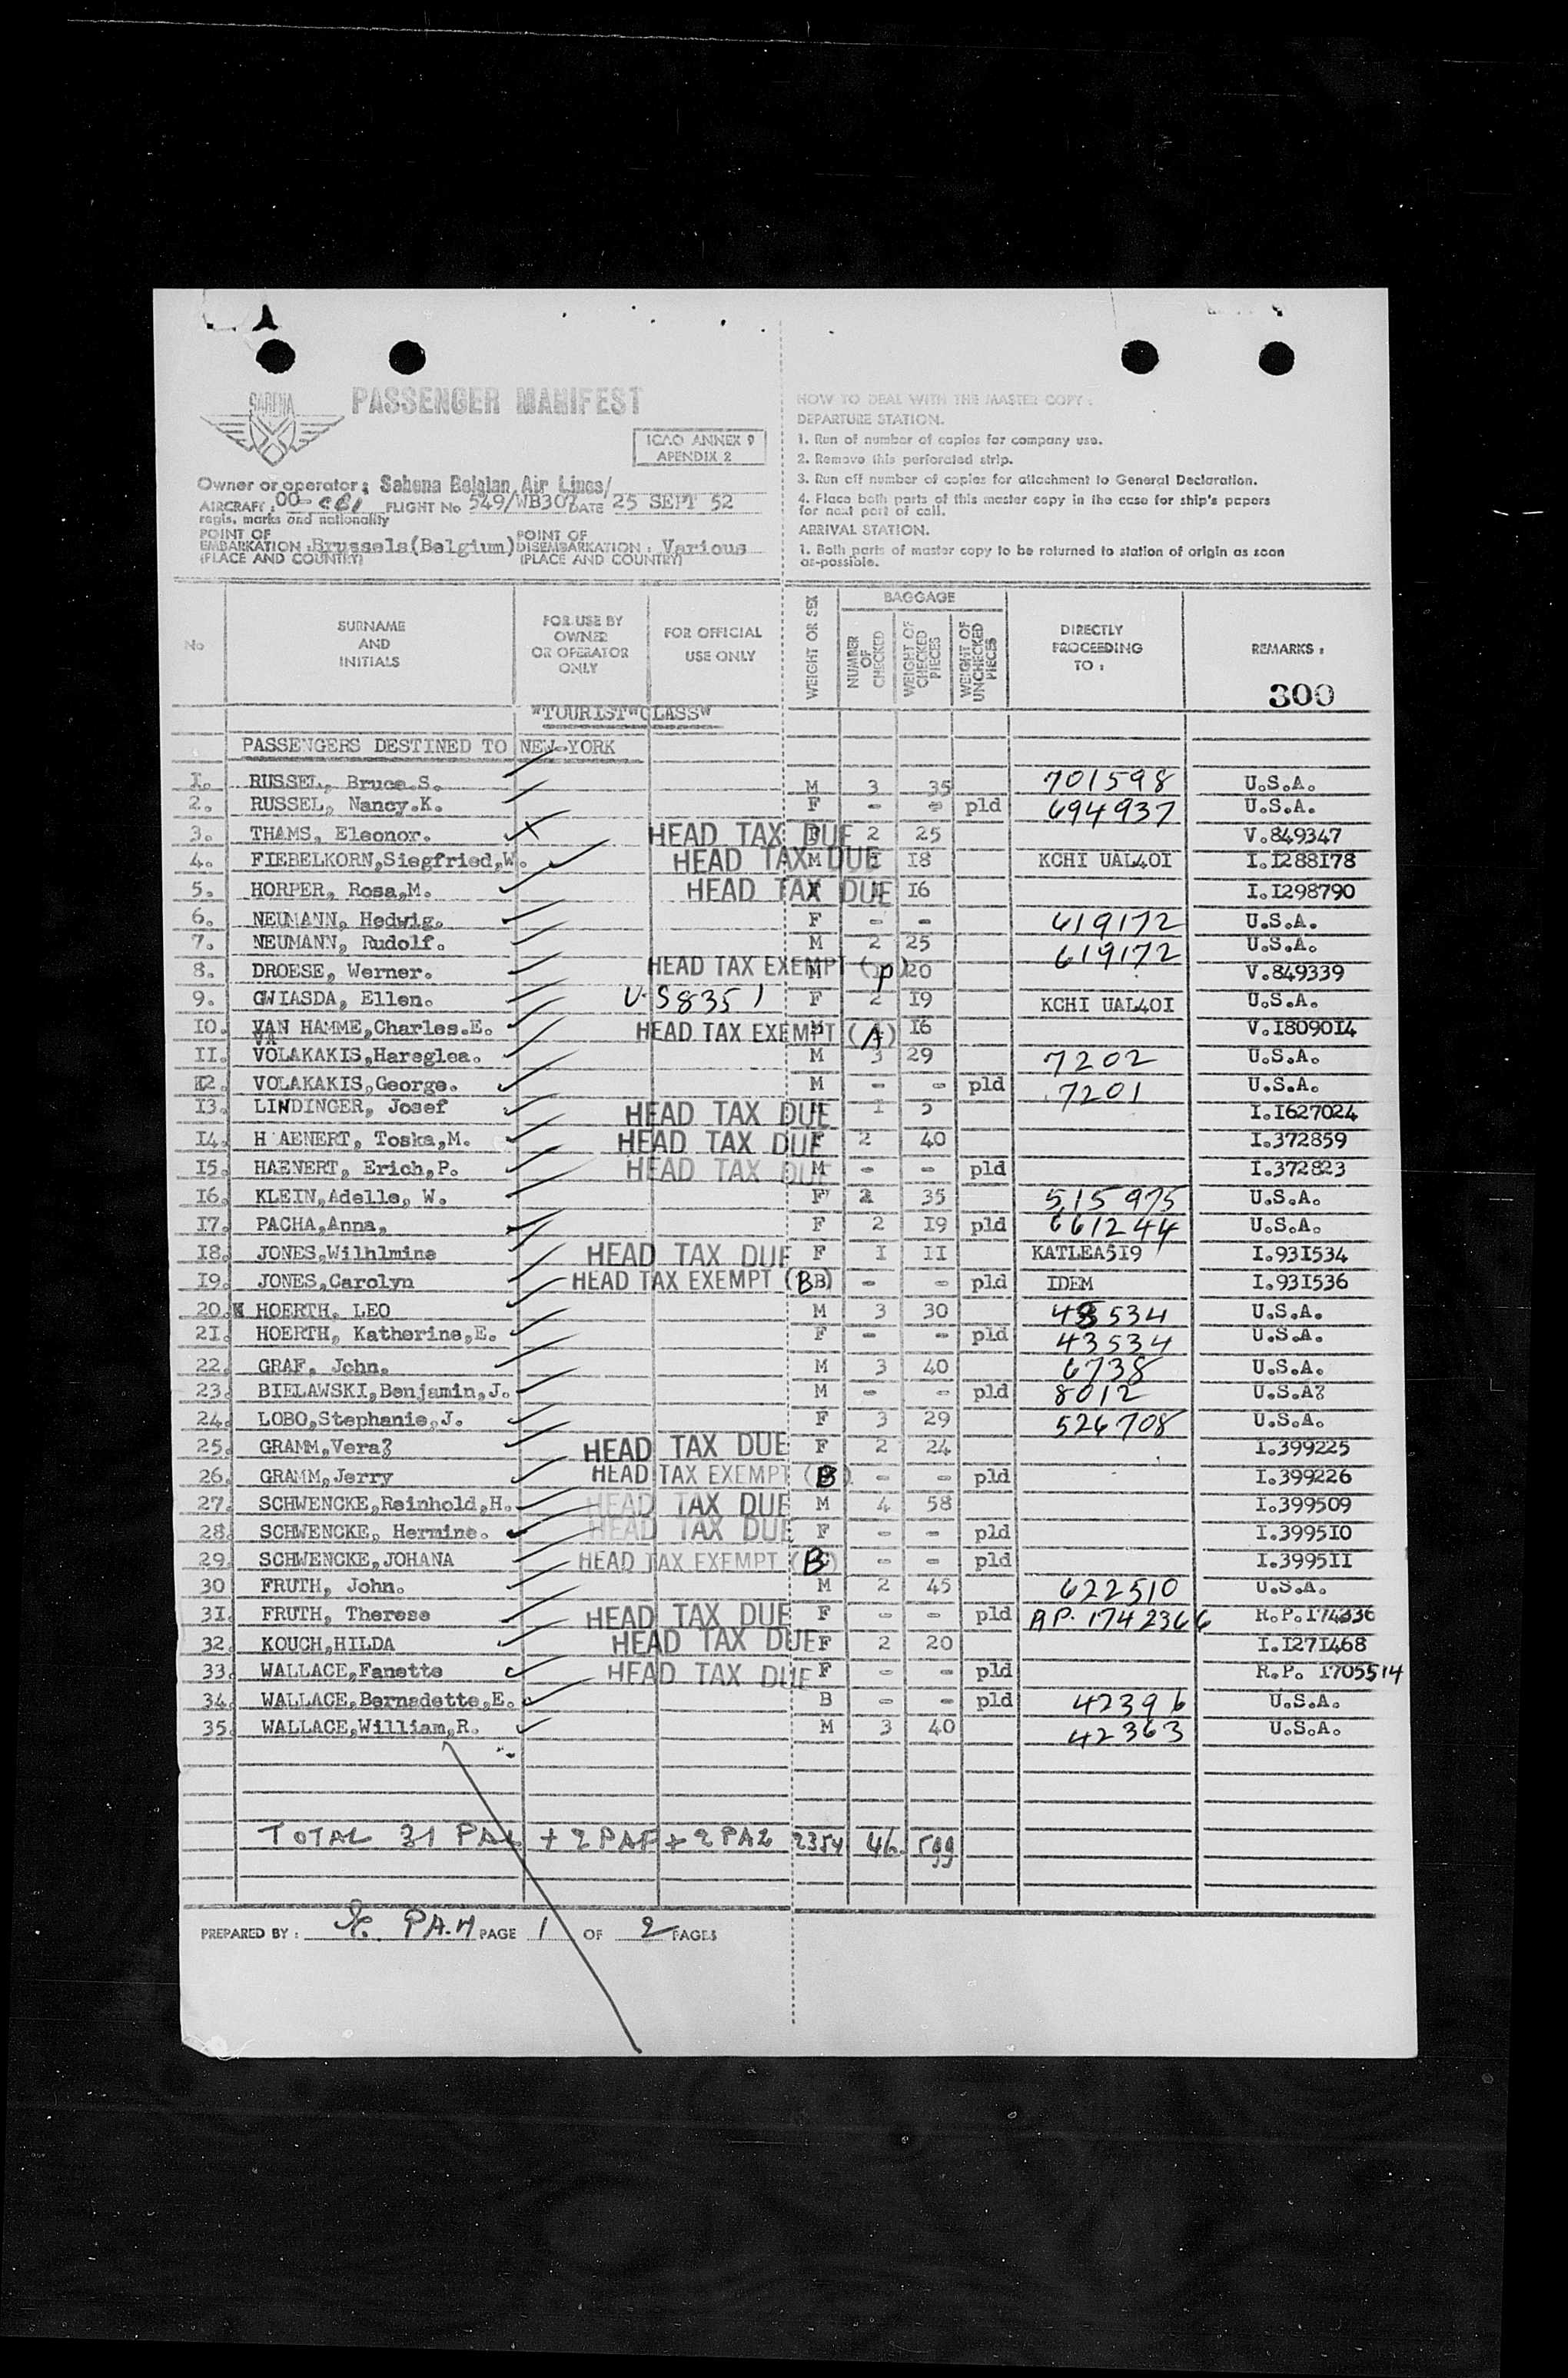 SABENA
PASSENGER MANIFEST
ICAO ANNEX 9
APENDIX 2
Owner or operator: Sabena Belgian Air Lines/
AIRCRAFT: OO- FLIGHT No 549/WB307 DATE 25 SEPT 52
regis. marks and nationality
POINT OF EMBARKATION: Brussels(Belgium) POINT OF DISEMBARKATION: Various
(PLACE AND COUNTRY) (PLACE AND COUNTRY)
HOW TO DEAL WITH THE MASTER COPY:
DEPARTURE STATION.
1. Run of number of copies for company use.
2. Remove this perforated strip.
3. Run off number of copies for attachment to General Declaration.
4. Place both parts of this master copy in the case for ship's papers
for next port of call.
ARRIVAL STATION.
1. Both parts of master copy to be returned to station of origin as soon
as-possible.
No SURNAME AND INITIALS FOR USE BY OWNER OR OPERATOR ONLY FOR OFFICIAL USE ONLY WEIGHT OR SEX BAGGAGE NUMBER OF CHECKED WEIGHT OF CHECKED PIECES WEIGHT OF UNCHECKED PIECES DIRECTLY PROCEEDING TO: REMARKS:
300
"TOURIST"CLASS"
PASSENGERS DESTINED TO NEW-YORK
1. RUSSEL, Bruce.S. M 3 35 701598 U.S.A.
2. RUSSEL, Nancy.K. F - - pld 694937 U.S.A.
3. THAMS, Eleonor. HEAD TAX DUE F 2 25 V.849347
4. FIEBELKORN,Siegfried,W. HEAD TAX DUE M 1 18 KCHI UAL401 I.1288178
5. HORPER, Rosa,M. HEAD TAX DUE 16 I.1298790
6. NEUMANN, Hedwig. F - - 619172 U.S.A.
7. NEUMANN, Rudolf. M 2 25 619172 U.S.A.
8. DROESE, Werner. HEAD TAX EXEMPT (P) M 20 V.849339
9. GWIASDA, Ellen. U.S 8351 F 2 19 KCHI UAL401 U.S.A.
10. VAN HAMME,Charles.E. HEAD TAX EXEMPT (A) 16 V.1809014
VA
11. VOLAKAKIS,Hareglea. M 3 29 7202 U.S.A.
12. VOLAKAKIS,George. M - - pld 7201 U.S.A.
13. LINDINGER, Josef HEAD TAX DUE 1 5 I.1627024
14. H AENERT, Toska,M. HEAD TAX DUE F 2 40 I.372859
15. HAENERT, Erich,P. HEAD TAX DUE M - - pld I.372823
16. KLEIN,Adelle, W. F 2 35 515975 U.S.A.
17. PACHA,Anna, F 2 19 pld 661244 U.S.A.
18. JONES,Wilhlmine HEAD TAX DUE F 1 11 KATLEA519 I.931534
19. JONES,Carolyn HEAD TAX EXEMPT (B) B - - pld IDEM I.931536
20. HOERTH, LEO M 3 30 43534 U.S.A.
21. HOERTH, Katherine,E. F - - pld 43534 U.S.A.
22. GRAF, John. M 3 40 6738 U.S.A.
23. BIELAWSKI,Benjamin,J. M - - pld 8012 U.S.A?
24. LOBO,Stephanie,J. F 3 29 526708 U.S.A.
25. GRAMM,Vera? HEAD TAX DUE F 2 24 I.399225
26. GRAMM,Jerry HEAD TAX EXEMPT (B) - - pld I.399226
27. SCHWENCKE,Reinhold,H. HEAD TAX DUE M 4 58 I.399509
28. SCHWENCKE, Hermine. HEAD TAX DUE F - - pld I.399510
29. SCHWENCKE,JOHANA HEAD TAX EXEMPT (B) - - pld I.399511
30 FRUTH, John. M 2 45 622510 U.S.A.
31. FRUTH, Therese HEAD TAX DUE F - - pld A P. 1742366 R.P.174336
32. KOUCH,HILDA HEAD TAX DUE F 2 20 I.1271468
33. WALLACE,Fanette HEAD TAX DUE F - - pld R.P. 1705514
34. WALLACE,Bernadette,E. B - - pld 42396 U.S.A.
35. WALLACE,William,R. M 3 40 42363 U.S.A.
TOTAL 31 PAX + 2 PAF + 2 PA2 2354 46. 599
PREPARED BY: PA.H PAGE 1 OF 2 PAGES